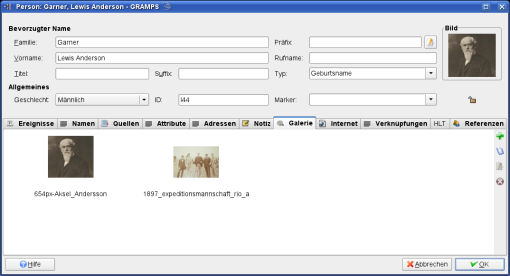 Person: Garner, Lewis Anderson - GRAMPS
Bevorzugter Name
Bild
Familie: Garner Präfix:
Vorname: Lewis Anderson Rufname:
Titel: Suffix: Typ: Geburtsname
Allgemeines
Geschlecht: Männlich ID: I44 Marker:
Ereignisse Namen Quellen Attribute Adressen Notiz Galerie Internet Verknüpfungen HLT Referenzen
654px-Aksel_Andersson 1897_expeditionsmannschaft_rio_a
Hilfe Abbrechen OK